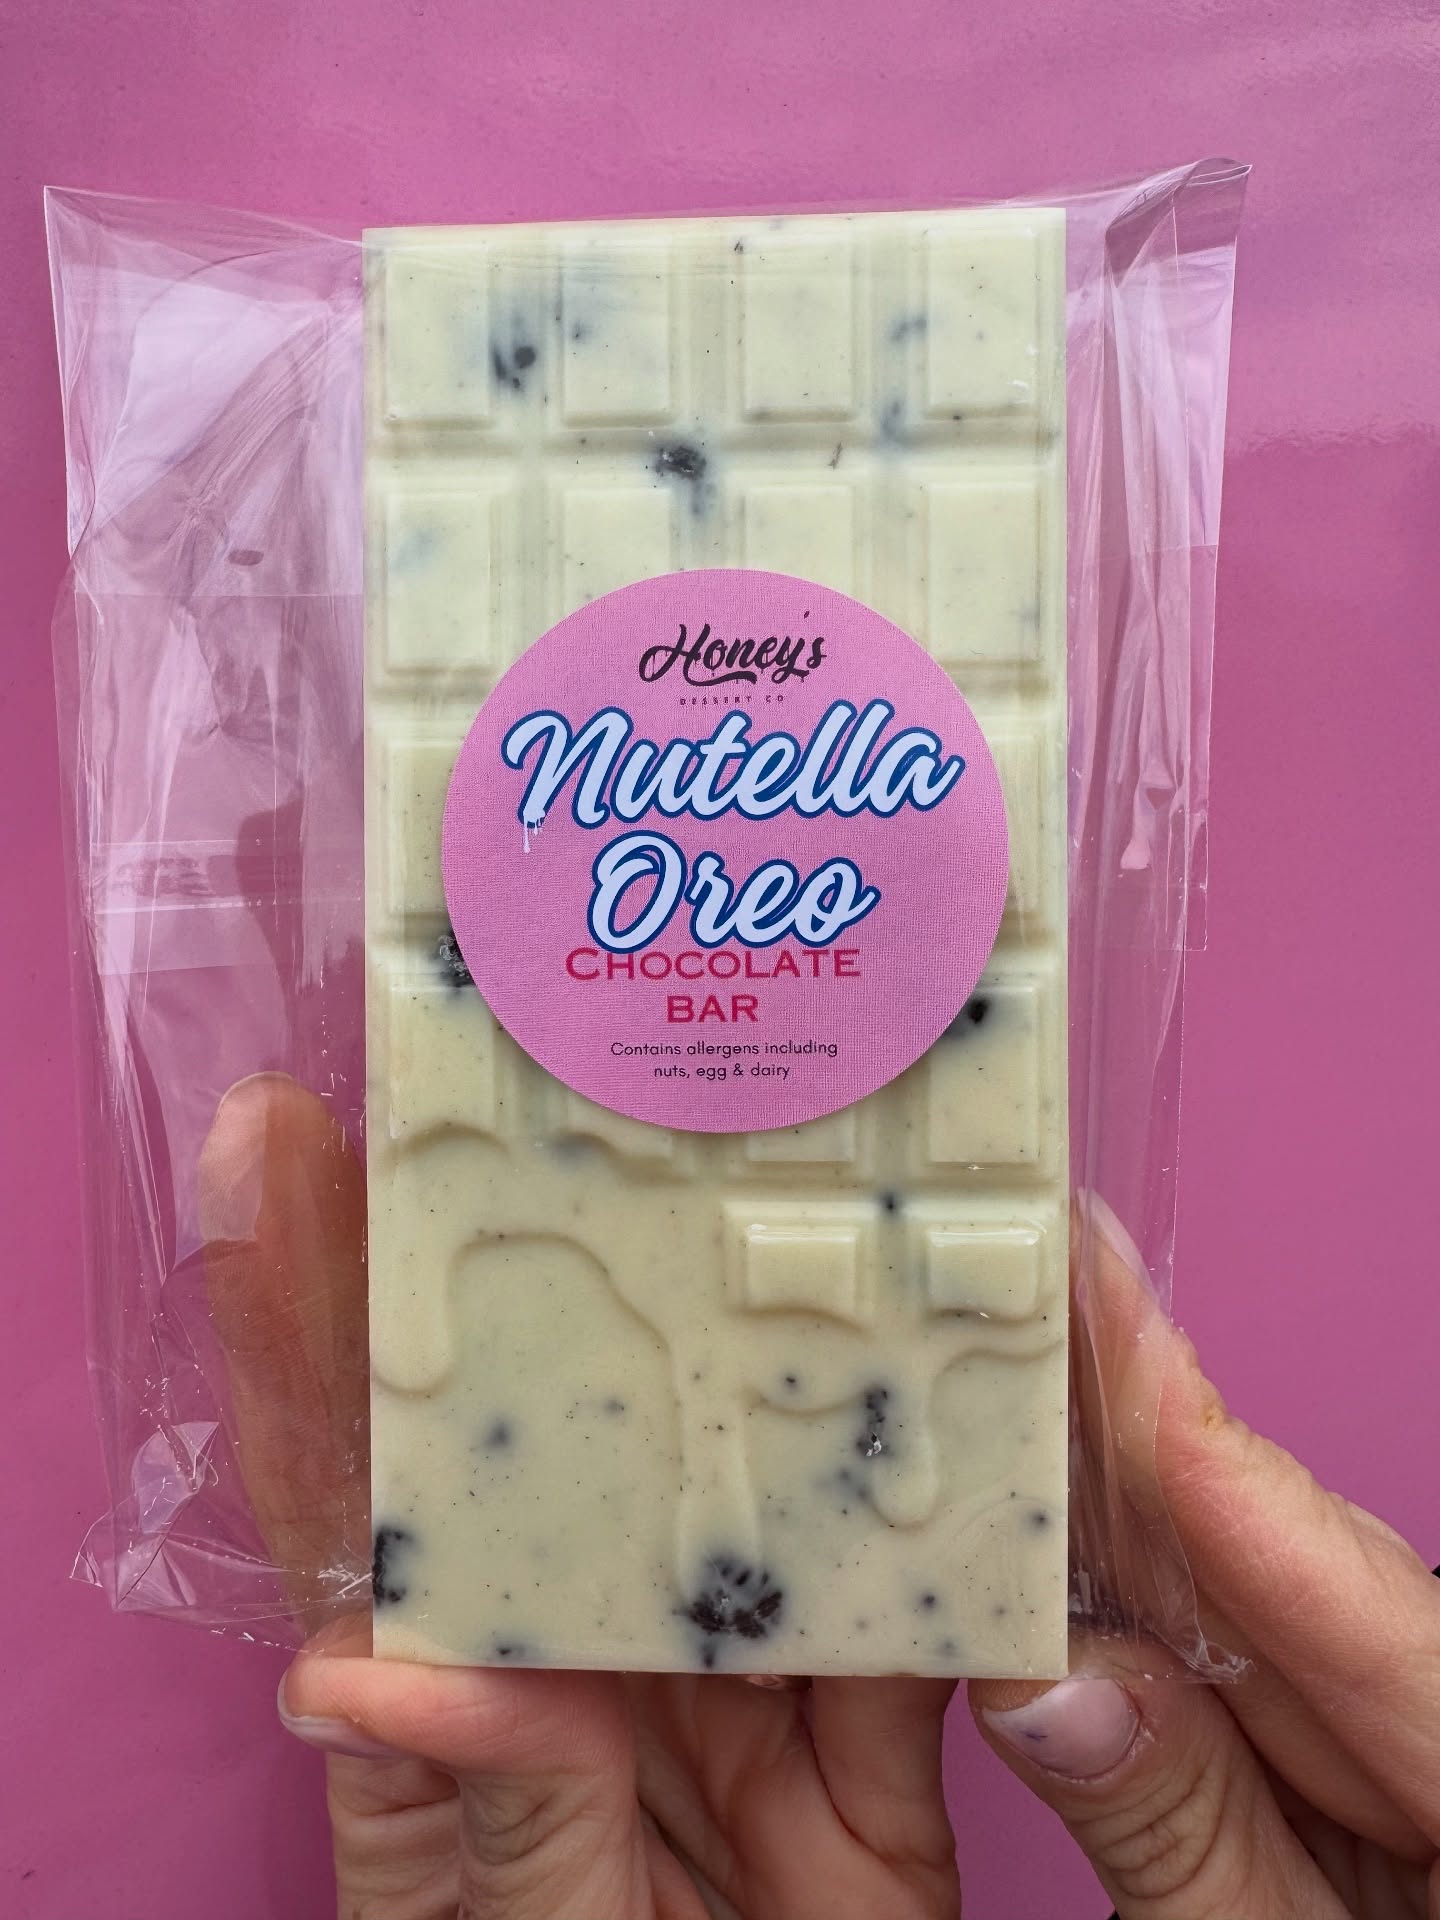 Honey's
DESSERT CO
Nutella
Oreo
CHOCOLATE
BAR
Contains allergens including
nuts, egg & dairy